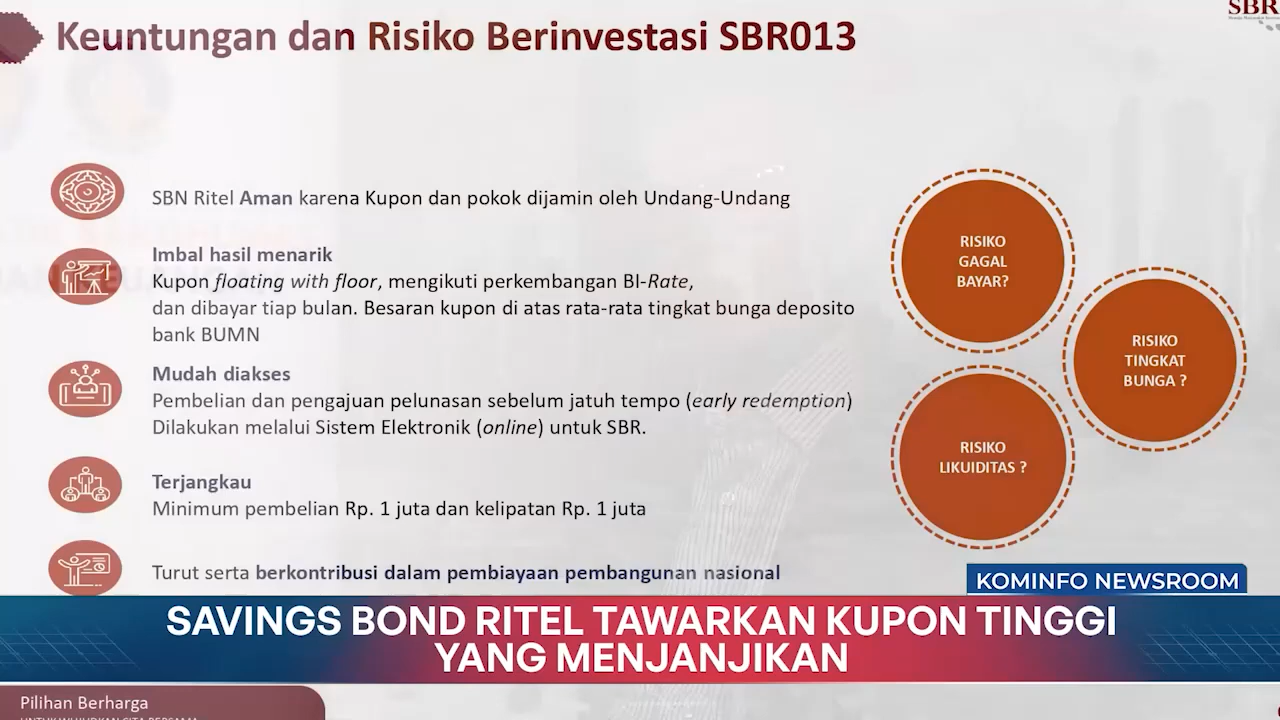 SBR
Keuntungan dan Risiko Berinvestasi SBR013
SBN Ritel Aman karena Kupon dan pokok dijamin oleh Undang-Undang
Imbal hasil menarik
Kupon floating with floor, mengikuti perkembangan BI-Rate,
dan dibayar tiap bulan. Besaran kupon di atas rata-rata tingkat bunga deposito
bank BUMN
Mudah diakses
Pembelian dan pengajuan pelunasan sebelum jatuh tempo (early redemption)
Dilakukan melalui Sistem Elektronik (online) untuk SBR.
Terjangkau
Minimum pembelian Rp. 1 juta dan kelipatan Rp. 1 juta
Turut serta berkontribusi dalam pembiayaan pembangunan nasional
RISIKO
GAGAL
BAYAR?
RISIKO
TINGKAT
BUNGA ?
RISIKO
LIKUIDITAS ?
KOMINFO NEWSROOM
SAVINGS BOND RITEL TAWARKAN KUPON TINGGI
YANG MENJANJIKAN
Pilihan Berharga